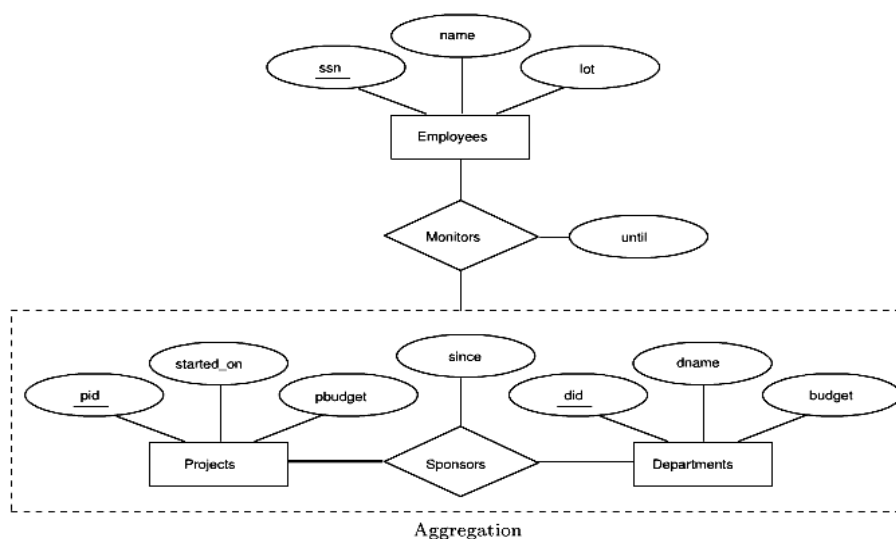 name
ssn
lot
Employees
Monitors
until
since
started_on
dname
pid
pbudget
did
budget
Projects
Sponsors
Departments
Aggregation